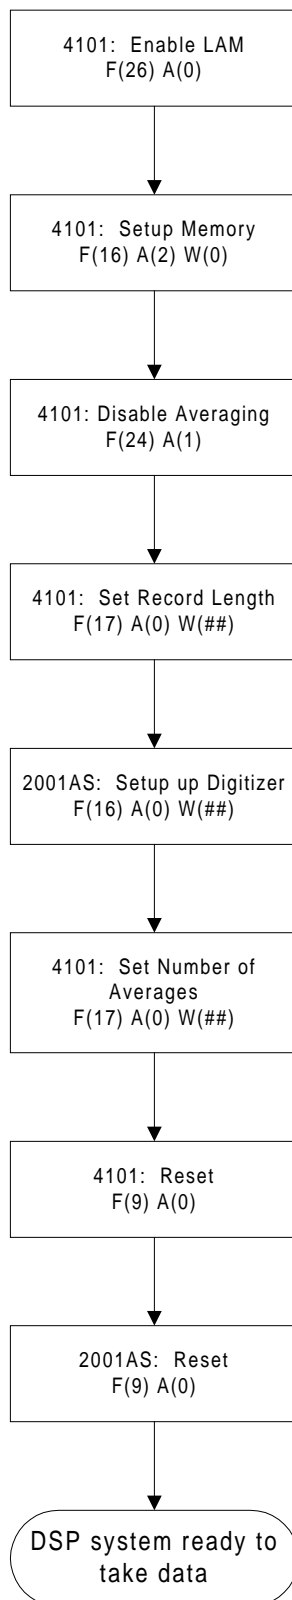 4101: Enable LAM
F(26) A(0)
4101: Setup Memory
F(16) A(2) W(0)
4101: Disable Averaging
F(24) A(1)
4101: Set Record Length
F(17) A(0) W(##)
2001AS: Setup up Digitizer
F(16) A(0) W(##)
4101: Set Number of
Averages
F(17) A(0) W(##)
4101: Reset
F(9) A(0)
2001AS: Reset
F(9) A(0)
DSP system ready to
take data